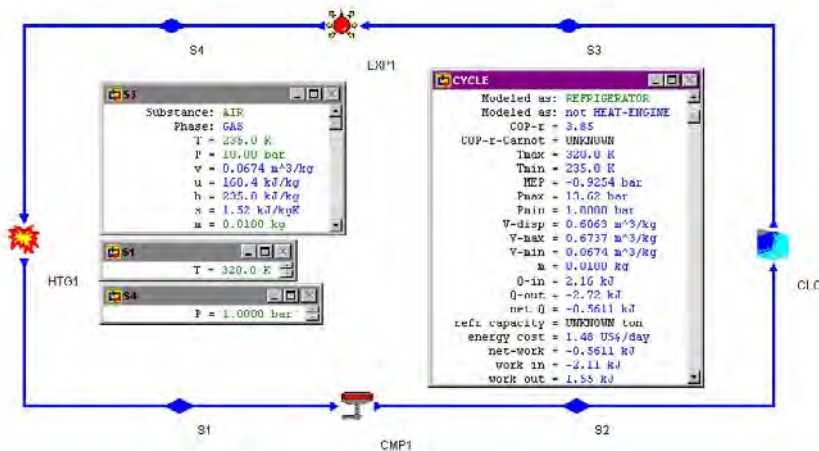 S4
EXP1
S3
S3
Substance: AIR
Phase: GAS
T = 235.0 K
P = 10.00 bar
v = 0.0674 m^3/kg
u = 168.4 kJ/kg
h = 235.8 kJ/kg
s = 1.52 kJ/kgK
m = 0.0100 kg
S1
T = 320.0 K
S4
P = 1.0000 bar
CYCLE
Modeled as: REFRIGERATOR
Modeled as: not HEAT-ENGINE
COP-r = 3.85
COP-r-Carnot = UNKNOWN
Tmax = 320.0 K
Tmin = 235.0 K
MEP = -0.9254 bar
Pmax = 13.62 bar
Pmin = 1.0000 bar
V-disp = 0.6063 m^3/kg
V-max = 0.6737 m^3/kg
V-min = 0.0674 m^3/kg
m = 0.0100 kg
Q-in = 2.16 kJ
Q-out = -2.72 kJ
net Q = -0.5611 kJ
refr capacity = UNKNOWN ton
energy cost = 1.48 US¢/day
net-work = -0.5611 kJ
work in = -2.11 kJ
work out = 1.55 kJ
HTG1
CLG
S1
CMP1
S2